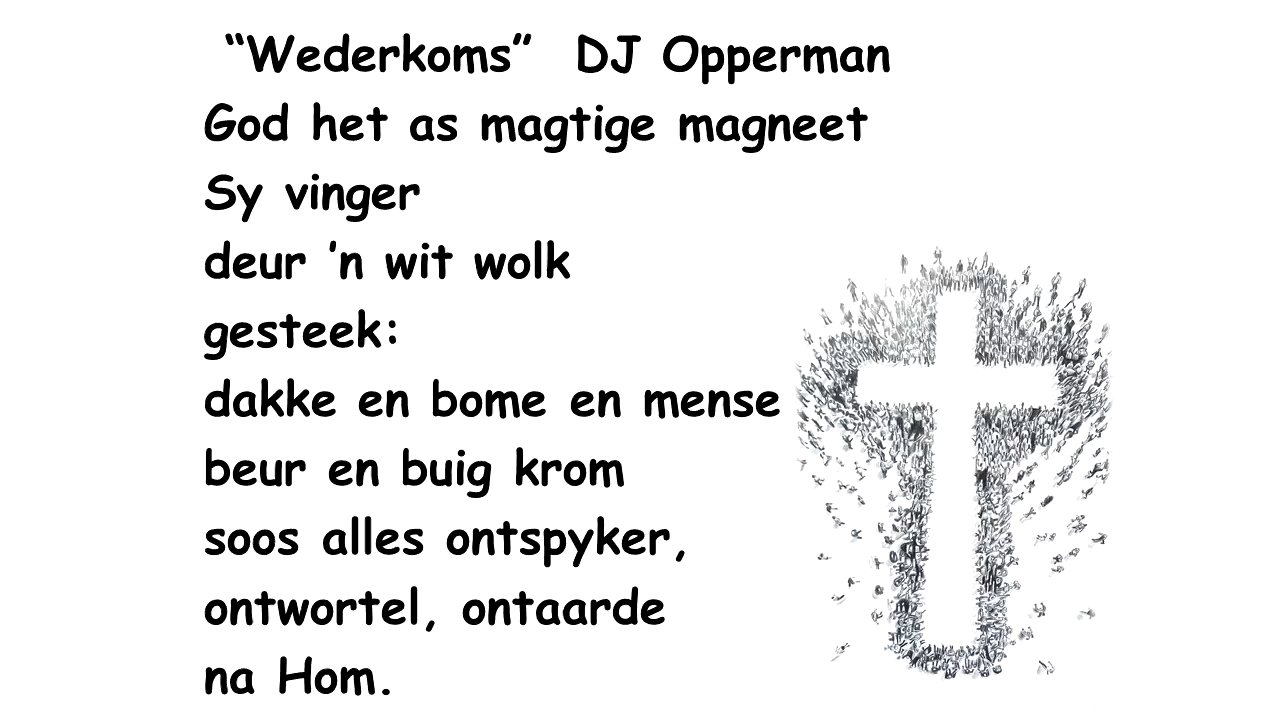 “Wederkoms” DJ Opperman
God het as magtige magneet
Sy vinger
deur ’n wit wolk
gesteek:
dakke en bome en mense
beur en buig krom
soos alles ontspyker,
ontwortel, ontaarde
na Hom.